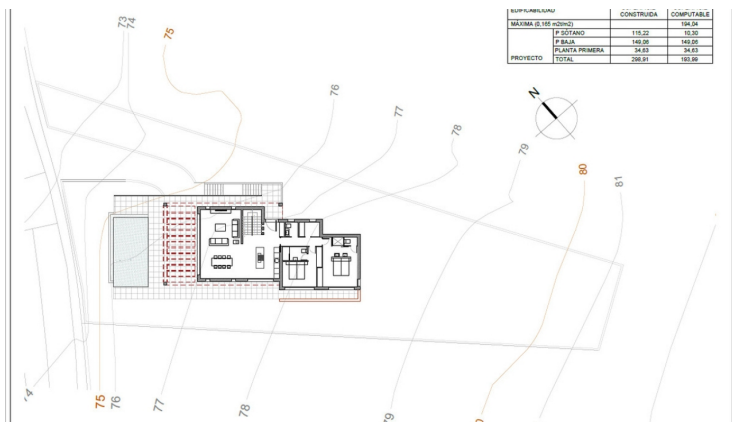 EDIFICABILIDAD CONSTRUIDA COMPUTABLE
MÁXIMA (0,165 m2t/m2) 194,04
P SÓTANO 115,22 10,30
P BAJA 149,06 149,06
PLANTA PRIMERA 34,63 34,63
PROYECTO TOTAL 298,91 193,99
73
74
75
76
77
78
79
80
81
N
75
76
77
78
79